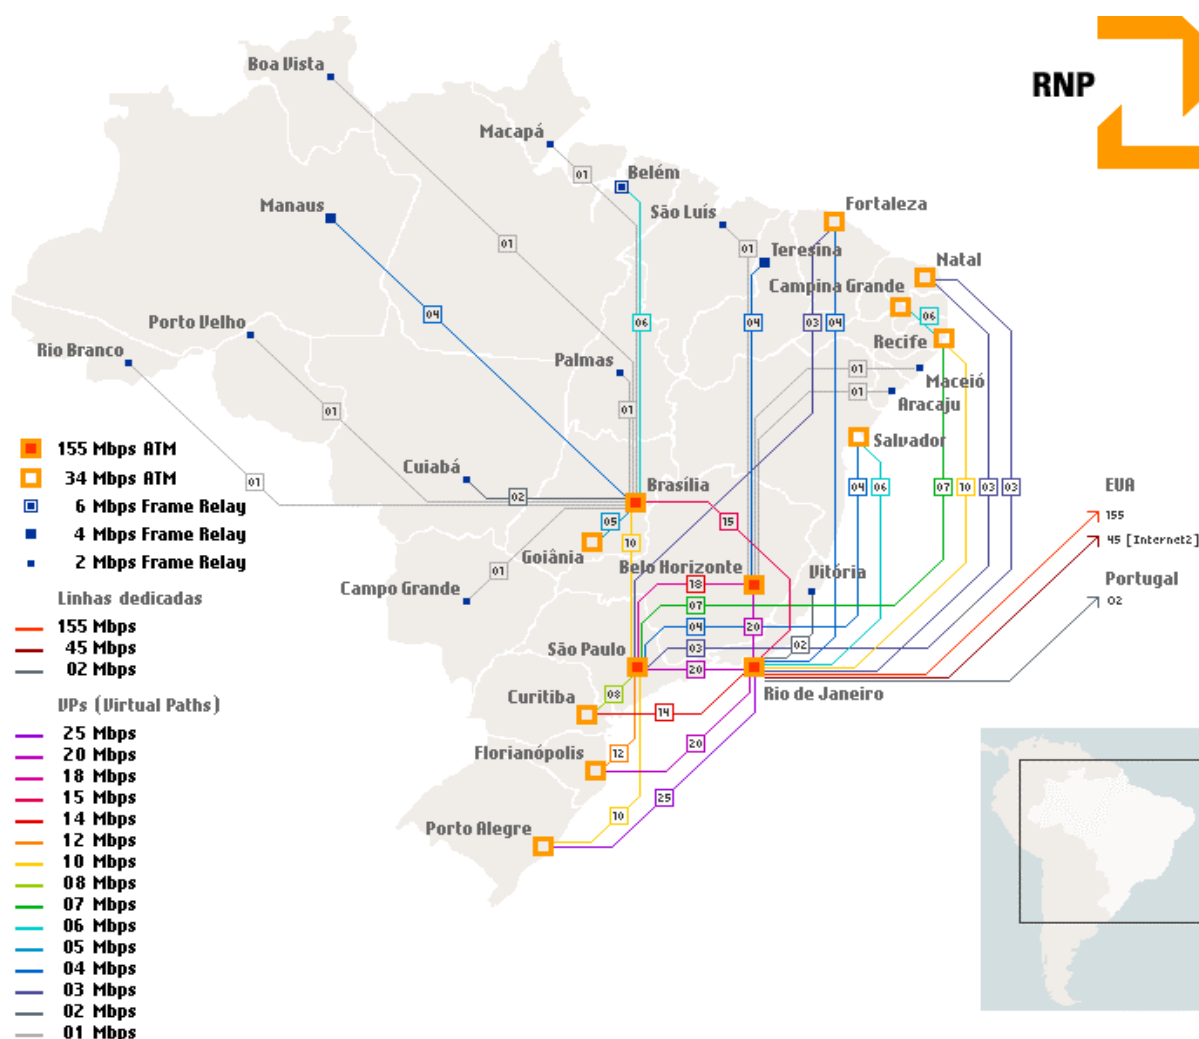 RNP
Boa Vista
Macapá
01
Belém
Manaus
São Luís
Fortaleza
01
01
Teresina
Natal
Campina Grande
04
06
04
03
04
06
Porto Velho
Rio Branco
Palmas
Recife
01
Maceió
01
01
01
Aracaju
155 Mbps ATM
Salvador
34 Mbps ATM
Cuiabá
01
02
Brasília
04
06
07
10
03
03
EUA
6 Mbps Frame Relay
05
15
155
4 Mbps Frame Relay
10
45 [Internet2]
2 Mbps Frame Relay
Goiânia
Belo Horizonte
Vitória
01
Campo Grande
18
Portugal
02
Linhas dedicadas
07
155 Mbps
04
20
45 Mbps
São Paulo
03
02
02 Mbps
20
Curitiba
08
Rio de Janeiro
VPs (Virtual Paths)
14
25 Mbps
20 Mbps
Florianópolis
12
20
18 Mbps
15 Mbps
25
14 Mbps
10
Porto Alegre
12 Mbps
10 Mbps
08 Mbps
07 Mbps
06 Mbps
05 Mbps
04 Mbps
03 Mbps
02 Mbps
01 Mbps